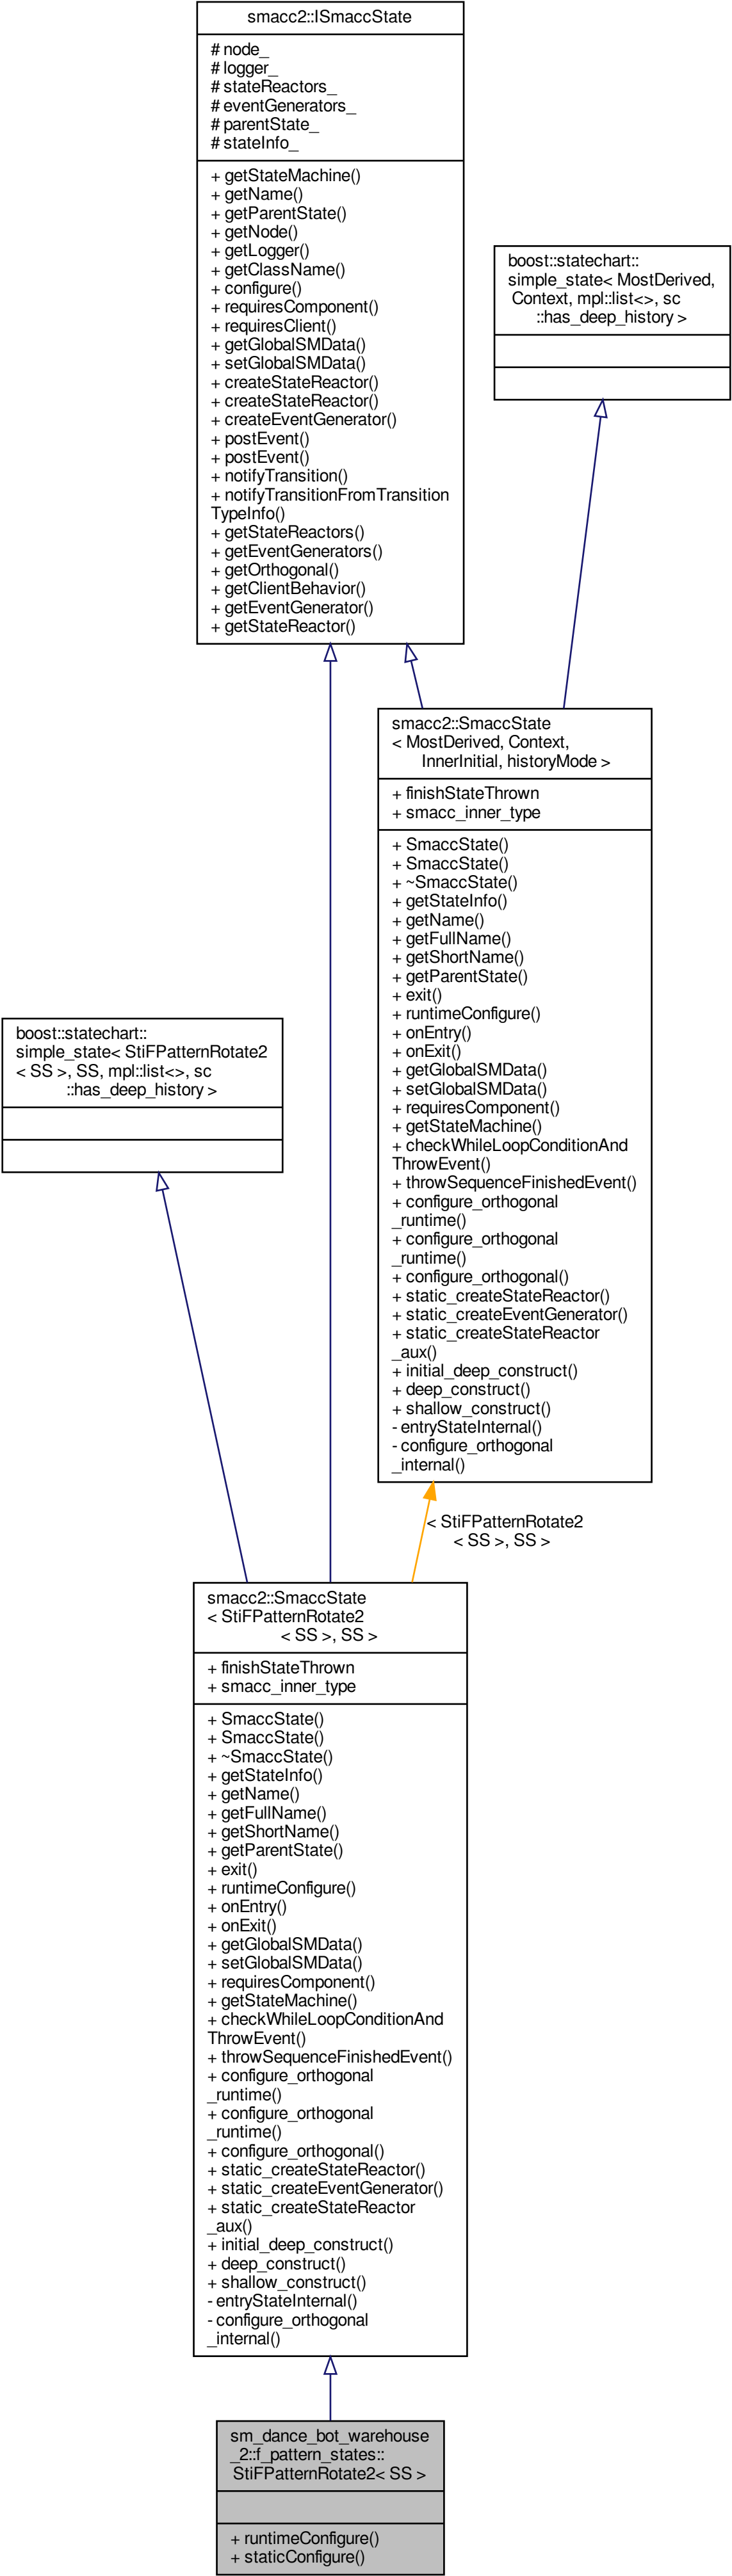 smacc2::ISmaccState
# node_
# logger_
# stateReactors_
# eventGenerators_
# parentState_
# stateInfo_
+ getStateMachine()
+ getName()
+ getParentState()
+ getNode()
+ getLogger()
+ getClassName()
+ configure()
+ requiresComponent()
+ requiresClient()
+ getGlobalSMData()
+ setGlobalSMData()
+ createStateReactor()
+ createStateReactor()
+ createEventGenerator()
+ postEvent()
+ postEvent()
+ notifyTransition()
+ notifyTransitionFromTransition
TypeInfo()
+ getStateReactors()
+ getEventGenerators()
+ getOrthogonal()
+ getClientBehavior()
+ getEventGenerator()
+ getStateReactor()
boost::statechart::
simple_state< MostDerived,
Context, mpl::list<>, sc
::has_deep_history >
smacc2::SmaccState
< MostDerived, Context,
InnerInitial, historyMode >
+ finishStateThrown
+ smacc_inner_type
+ SmaccState()
+ SmaccState()
+ ~SmaccState()
+ getStateInfo()
+ getName()
+ getFullName()
+ getShortName()
+ getParentState()
+ exit()
+ runtimeConfigure()
+ onEntry()
+ onExit()
+ getGlobalSMData()
+ setGlobalSMData()
+ requiresComponent()
+ getStateMachine()
+ checkWhileLoopConditionAnd
ThrowEvent()
+ throwSequenceFinishedEvent()
+ configure_orthogonal
_runtime()
+ configure_orthogonal
_runtime()
+ configure_orthogonal()
+ static_createStateReactor()
+ static_createEventGenerator()
+ static_createStateReactor
_aux()
+ initial_deep_construct()
+ deep_construct()
+ shallow_construct()
- entryStateInternal()
- configure_orthogonal
_internal()
boost::statechart::
simple_state< StiFPatternRotate2
< SS >, SS, mpl::list<>, sc
::has_deep_history >
< StiFPatternRotate2
< SS >, SS >
smacc2::SmaccState
< StiFPatternRotate2
< SS >, SS >
+ finishStateThrown
+ smacc_inner_type
+ SmaccState()
+ SmaccState()
+ ~SmaccState()
+ getStateInfo()
+ getName()
+ getFullName()
+ getShortName()
+ getParentState()
+ exit()
+ runtimeConfigure()
+ onEntry()
+ onExit()
+ getGlobalSMData()
+ setGlobalSMData()
+ requiresComponent()
+ getStateMachine()
+ checkWhileLoopConditionAnd
ThrowEvent()
+ throwSequenceFinishedEvent()
+ configure_orthogonal
_runtime()
+ configure_orthogonal
_runtime()
+ configure_orthogonal()
+ static_createStateReactor()
+ static_createEventGenerator()
+ static_createStateReactor
_aux()
+ initial_deep_construct()
+ deep_construct()
+ shallow_construct()
- entryStateInternal()
- configure_orthogonal
_internal()
sm_dance_bot_warehouse
_2::f_pattern_states::
StiFPatternRotate2< SS >
+ runtimeConfigure()
+ staticConfigure()